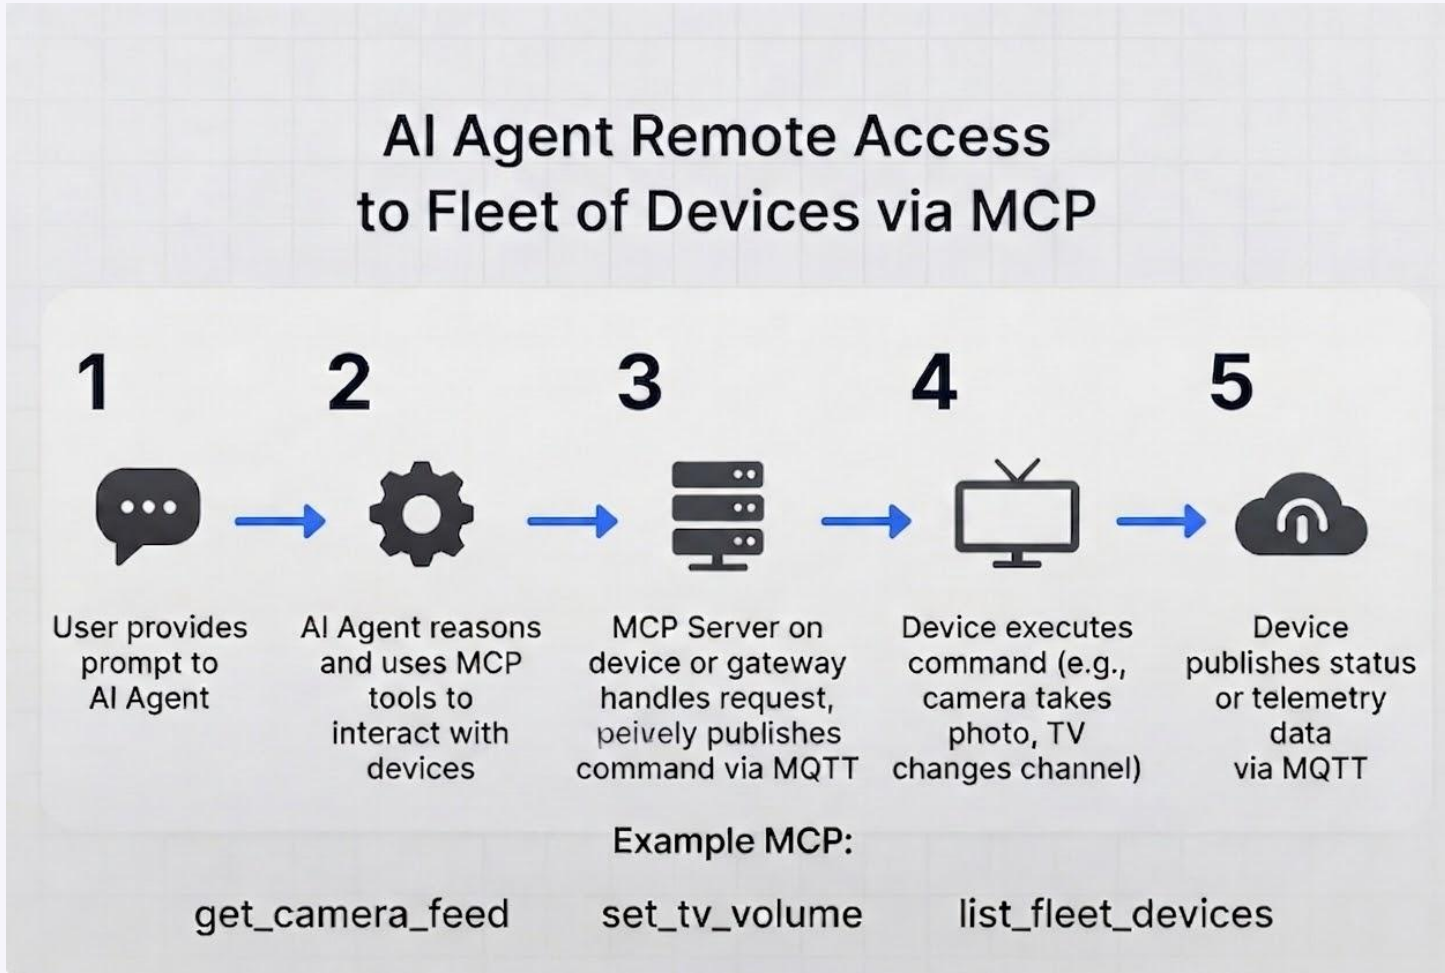 AI Agent Remote Access
to Fleet of Devices via MCP
1
2
3
4
5
User provides
prompt to
AI Agent
AI Agent reasons
and uses MCP
tools to
interact with
devices
MCP Server on
device or gateway
handles request,
peively publishes
command via MQTT
Device executes
command (e.g.,
camera takes
photo, TV
changes channel)
Device
publishes status
or telemetry
data
via MQTT
Example MCP:
get_camera_feed
set_tv_volume
list_fleet_devices